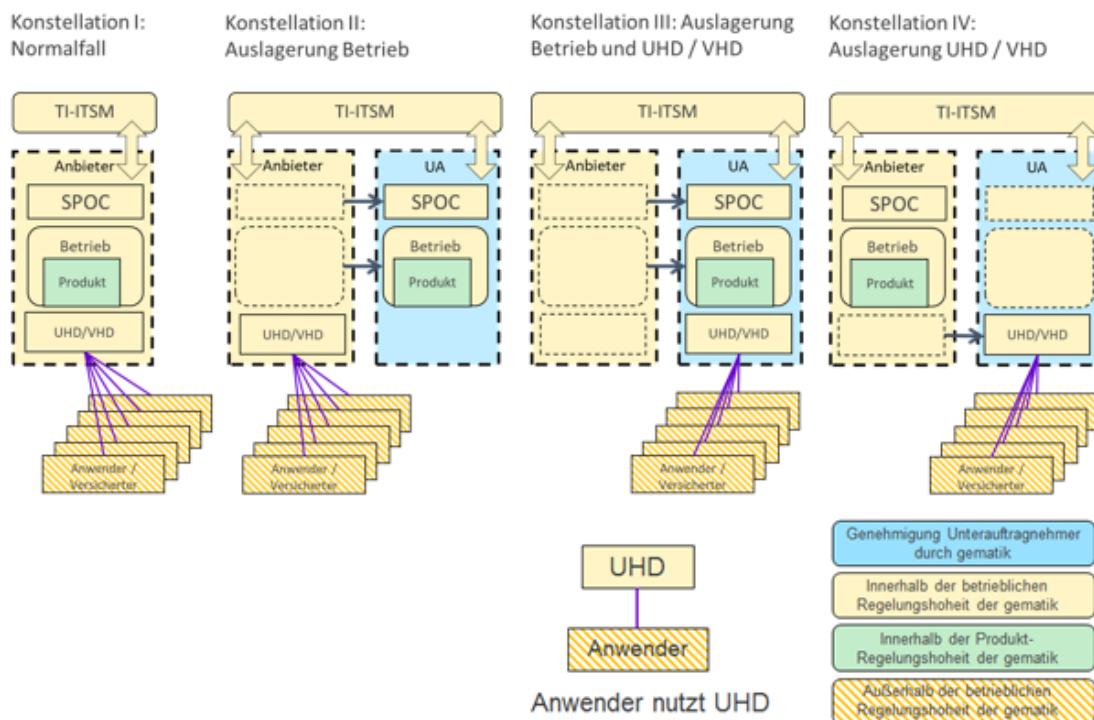 Konstellation I:
Normalfall
TI-ITSM
Anbieter
SPOC
Betrieb
Produkt
UHD/VHD
Anwender /
Versicherter
Konstellation II:
Auslagerung Betrieb
TI-ITSM
Anbieter
UA
SPOC
Betrieb
Produkt
UHD/VHD
Anwender /
Versicherter
Konstellation III: Auslagerung
Betrieb und UHD / VHD
TI-ITSM
Anbieter
UA
SPOC
Betrieb
Produkt
UHD/VHD
Anwender /
Versicherter
Konstellation IV:
Auslagerung UHD / VHD
TI-ITSM
Anbieter
UA
SPOC
Betrieb
Produkt
UHD/VHD
Anwender /
Versicherter
UHD
Anwender
Anwender nutzt UHD
Genehmigung Unterauftragnehmer
durch gematik
Innerhalb der betrieblichen
Regelungshoheit der gematik
Innerhalb der Produkt-
Regelungshoheit der gematik
Außerhalb der betrieblichen
Regelungshoheit der gematik